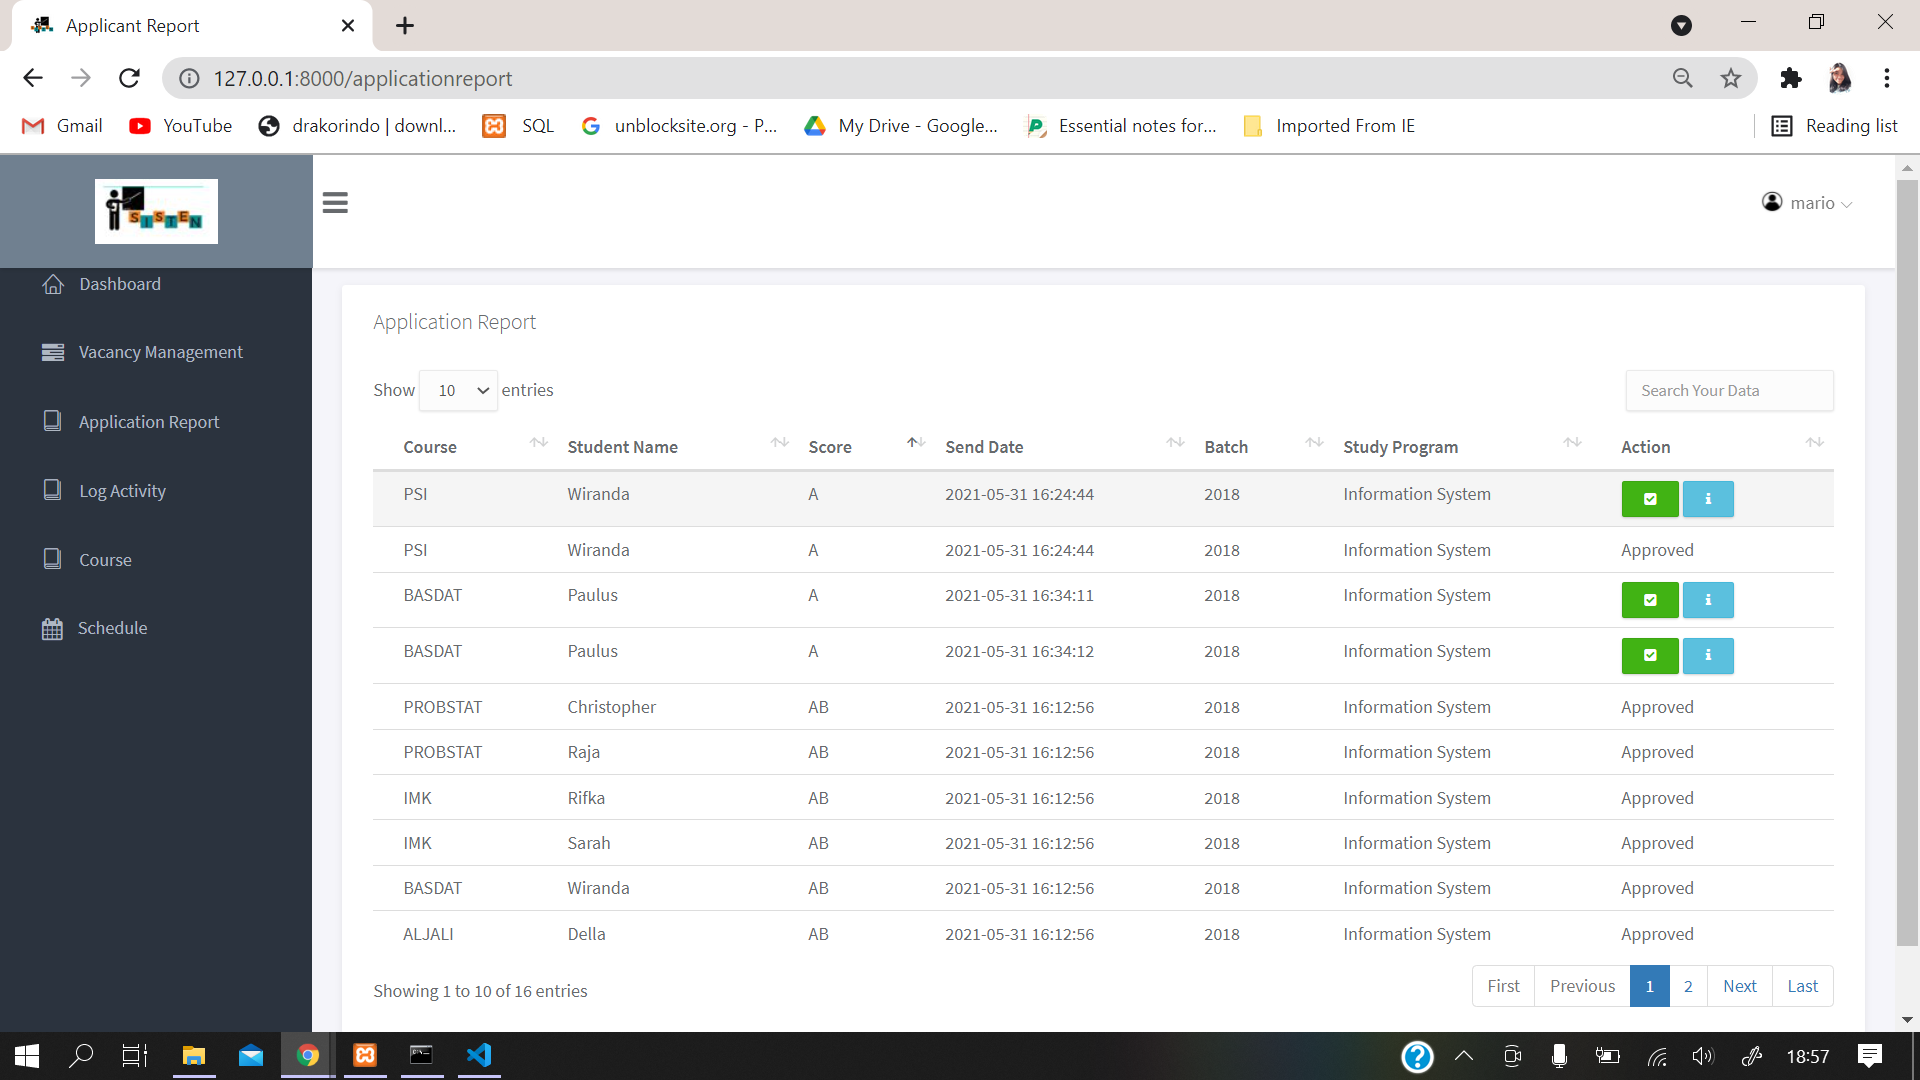 Applicant Report
127.0.0.1:8000/applicationreport
Gmail YouTube drakorindo | downl... SQL unblocksite.org - P... My Drive - Google... Essential notes for... Imported From IE Reading list
SISTEN
mario
Dashboard
Vacancy Management
Application Report
Log Activity
Course
Schedule
Application Report
Show 10 entries
Search Your Data
Course Student Name Score Send Date Batch Study Program Action
PSI Wiranda A 2021-05-31 16:24:44 2018 Information System
PSI Wiranda A 2021-05-31 16:24:44 2018 Information System Approved
BASDAT Paulus A 2021-05-31 16:34:11 2018 Information System
BASDAT Paulus A 2021-05-31 16:34:12 2018 Information System
PROBSTAT Christopher AB 2021-05-31 16:12:56 2018 Information System Approved
PROBSTAT Raja AB 2021-05-31 16:12:56 2018 Information System Approved
IMK Rifka AB 2021-05-31 16:12:56 2018 Information System Approved
IMK Sarah AB 2021-05-31 16:12:56 2018 Information System Approved
BASDAT Wiranda AB 2021-05-31 16:12:56 2018 Information System Approved
ALJALI Della AB 2021-05-31 16:12:56 2018 Information System Approved
Showing 1 to 10 of 16 entries
First Previous 1 2 Next Last
18:57